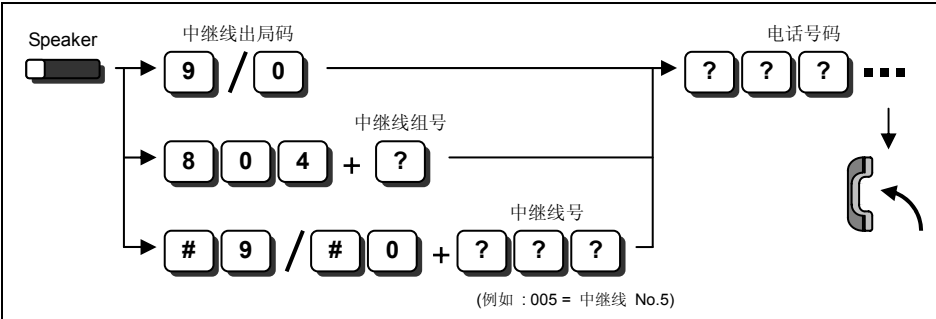 Speaker
中继线出局码
电话号码
9 / 0
? ? ? ...
中继线组号
8 0 4 + ?
中继线号
# 9 / # 0 + ? ? ?
(例如 : 005 = 中继线 No.5)